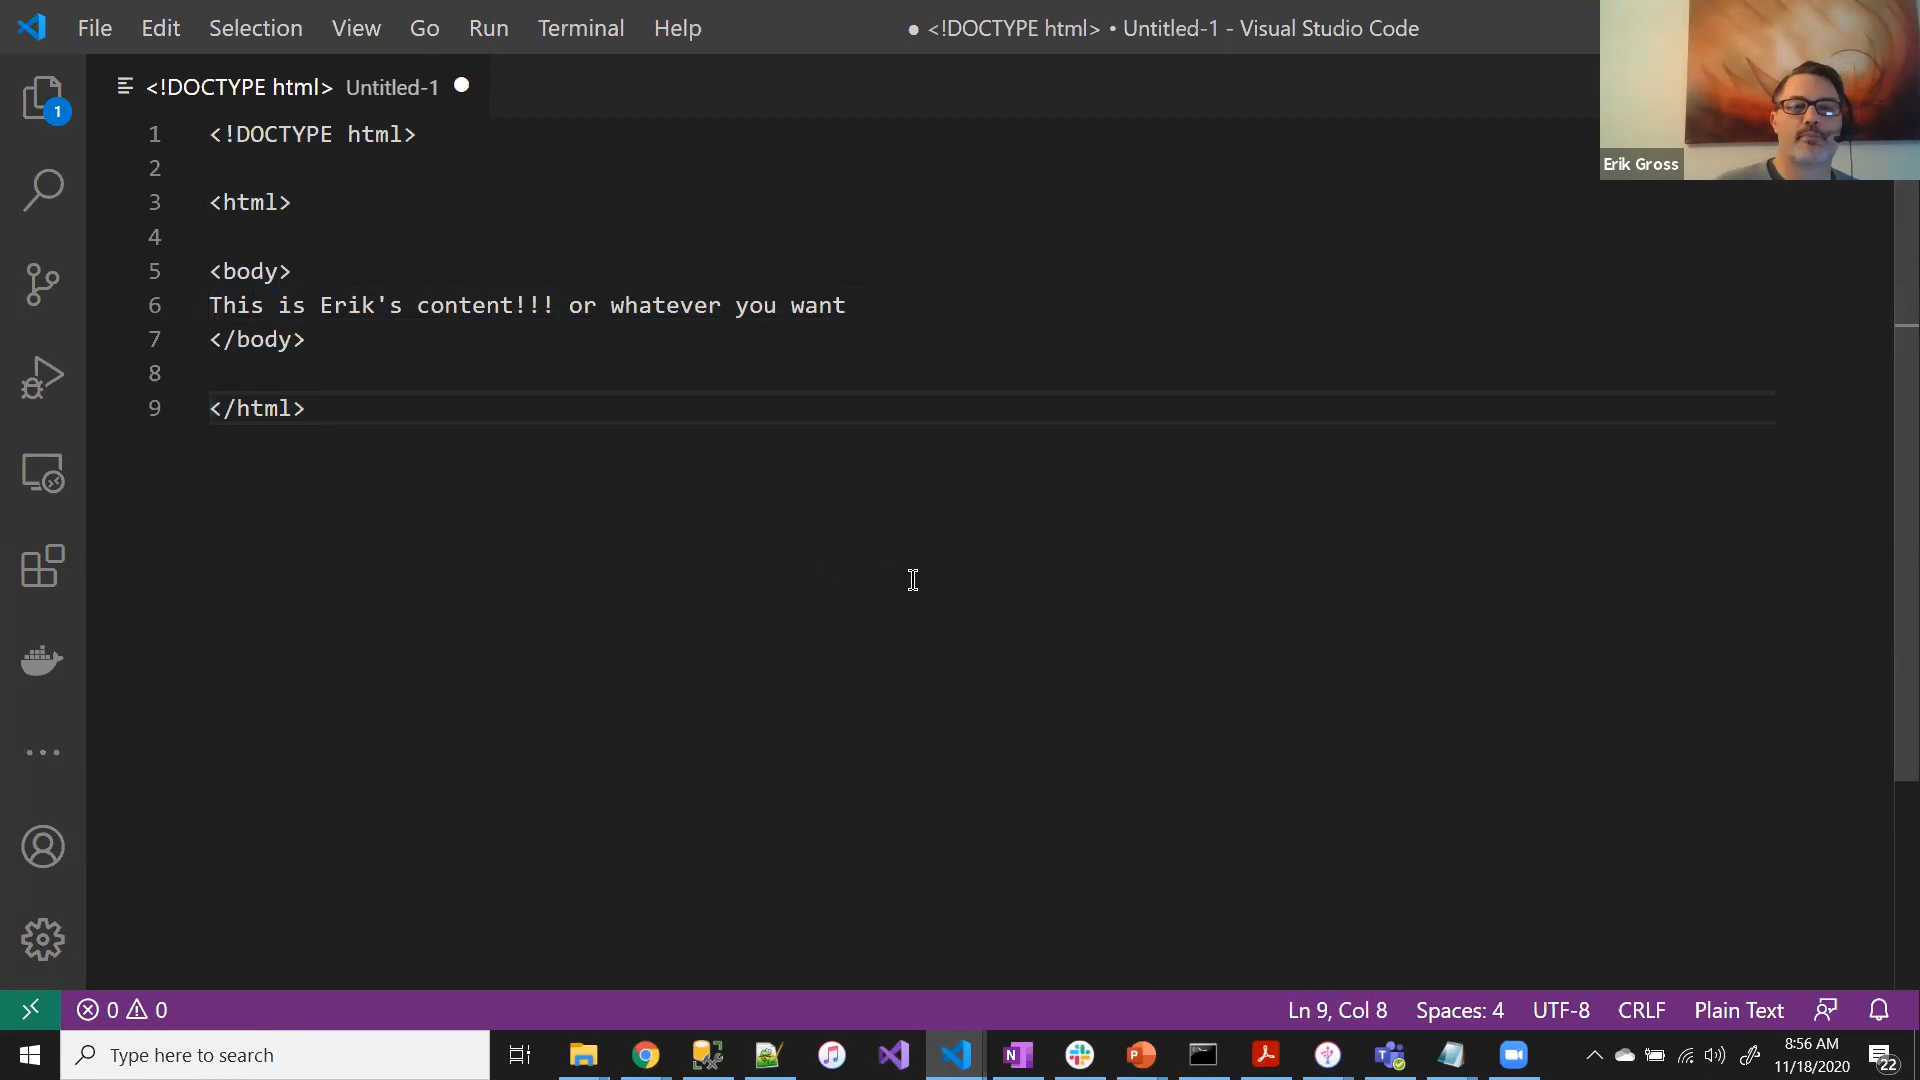 File Edit Selection View Go Run Terminal Help
● <!DOCTYPE html> • Untitled-1 - Visual Studio Code
Erik Gross
<!DOCTYPE html> Untitled-1
1
1 <!DOCTYPE html>
2
3 <html>
4
5 <body>
6 This is Erik's content!!! or whatever you want
7 </body>
8
9 </html>
0 0
Ln 9, Col 8 Spaces: 4 UTF-8 CRLF Plain Text
Type here to search
8:56 AM
11/18/2020
22